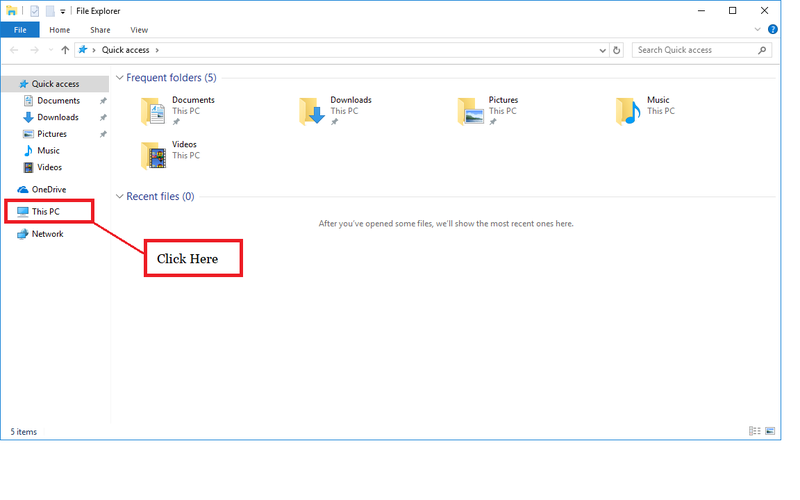 File Explorer
File Home Share View
Quick access
Search Quick access
Quick access
Documents
Downloads
Pictures
Music
Videos
OneDrive
This PC
Network
Frequent folders (5)
Documents
This PC
Downloads
This PC
Pictures
This PC
Music
This PC
Videos
This PC
Recent files (0)
After you've opened some files, we'll show the most recent ones here.
Click Here
5 items